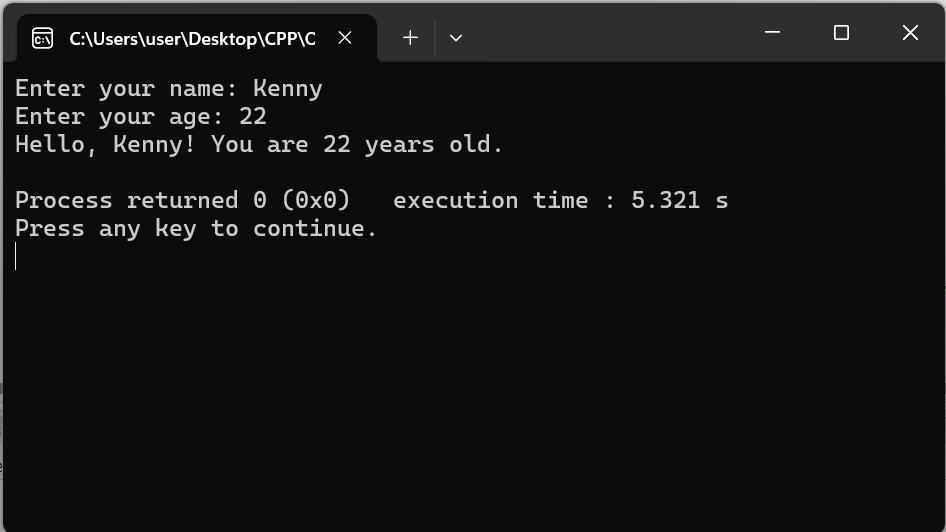 C:\Users\user\Desktop\CPP\C
Enter your name: Kenny
Enter your age: 22
Hello, Kenny! You are 22 years old.
Process returned 0 (0x0)   execution time : 5.321 s
Press any key to continue.